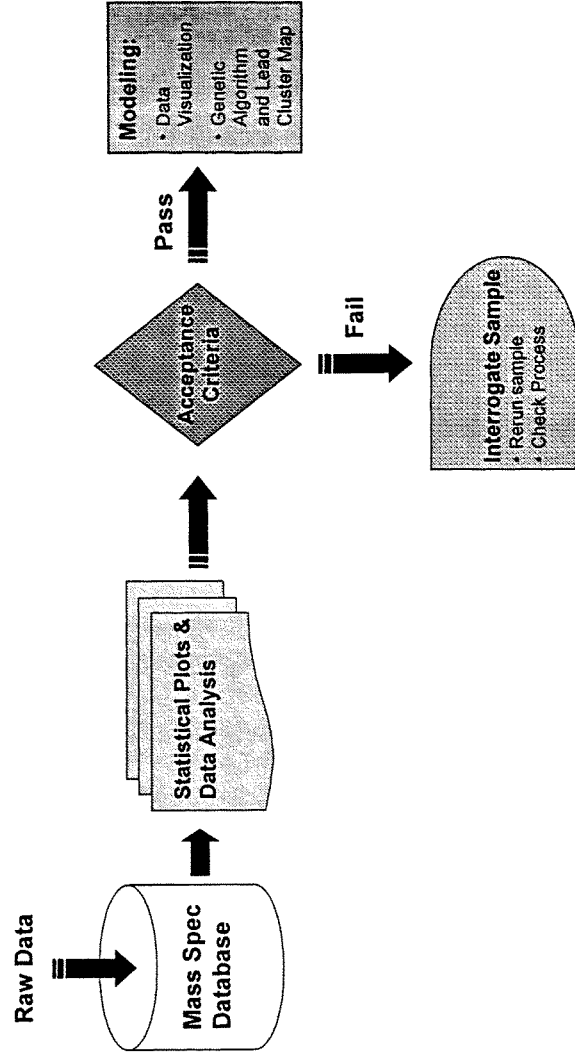 Raw Data
Mass Spec
Database
Statistical Plots &
Data Analysis
Acceptance
Criteria
Pass
Modeling:
• Data
Visualization
• Genetic
Algorithm
and Lead
Cluster Map
Fail
Interrogate Sample
• Rerun sample
• Check Process